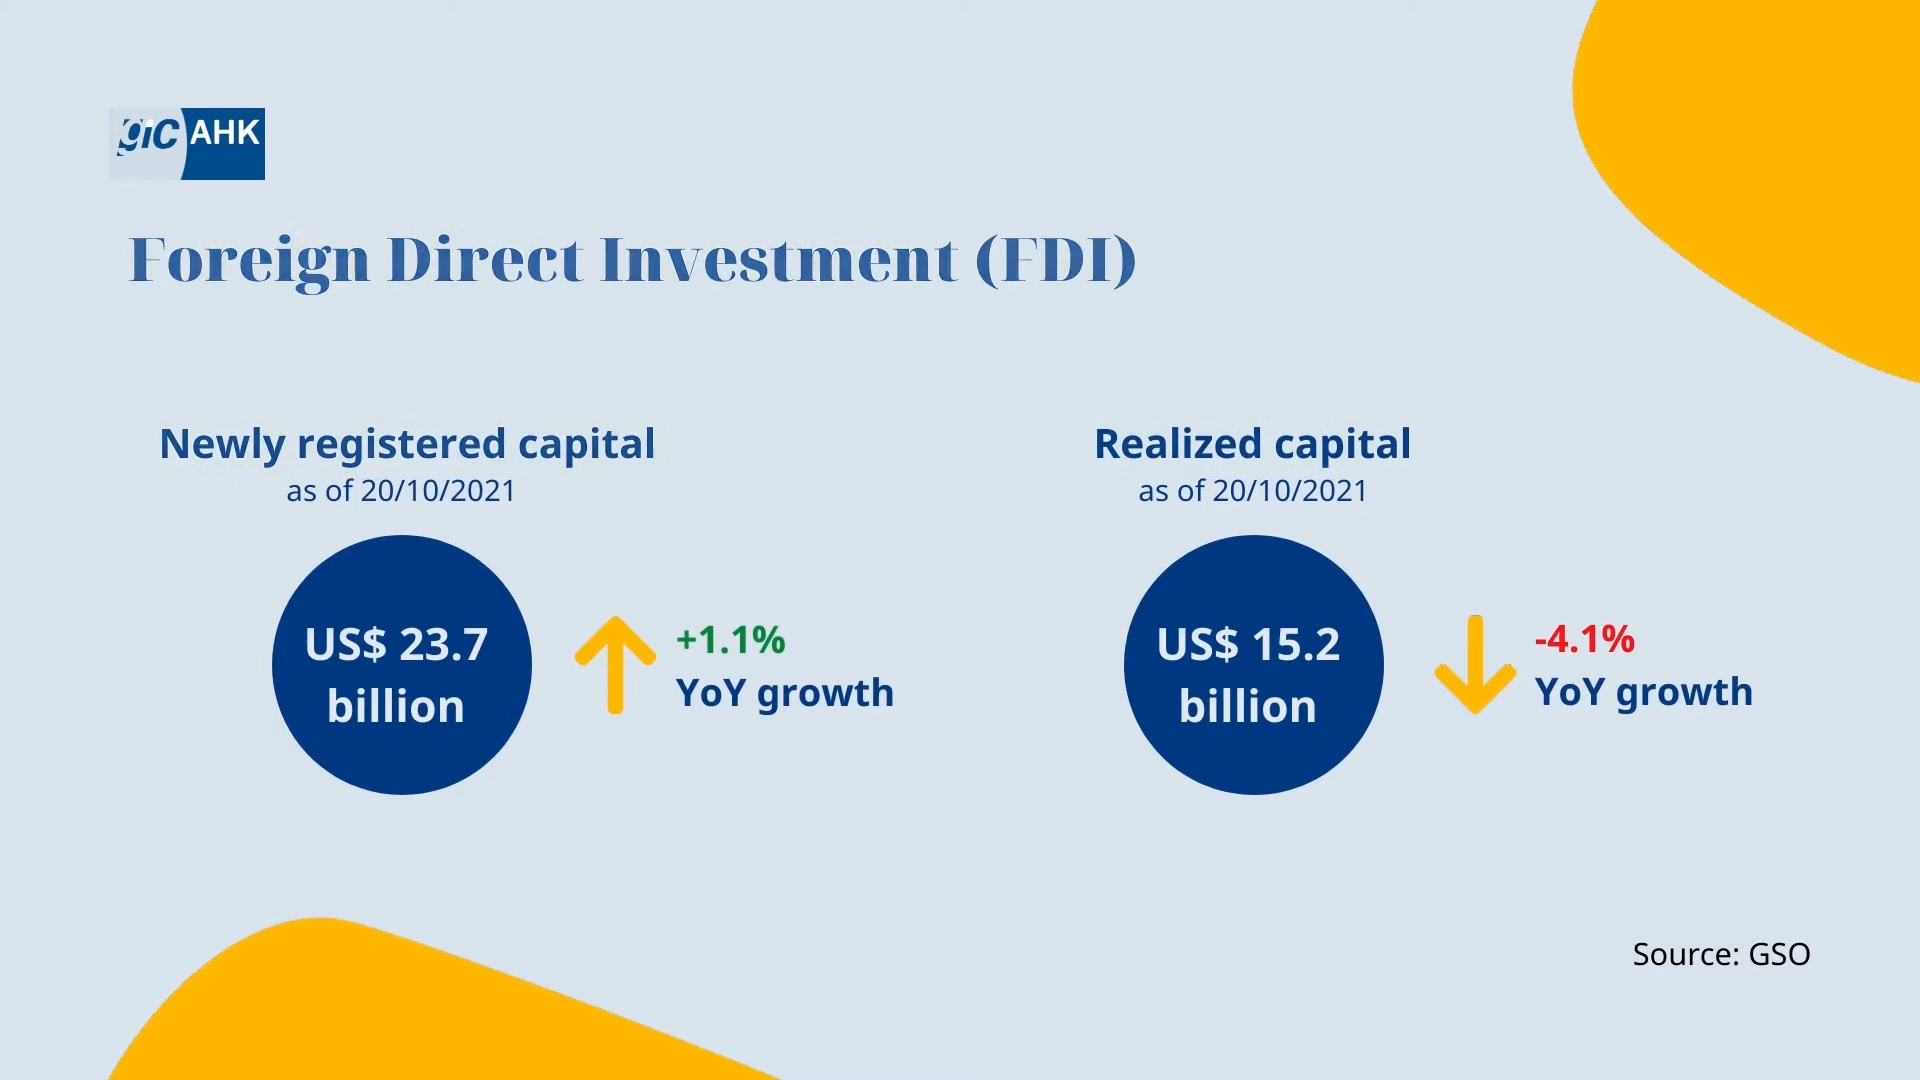 giC AHK
Foreign Direct Investment (FDI)
Newly registered capital
as of 20/10/2021
US$ 23.7
billion
+1.1%
YoY growth
Realized capital
as of 20/10/2021
US$ 15.2
billion
-4.1%
YoY growth
Source: GSO